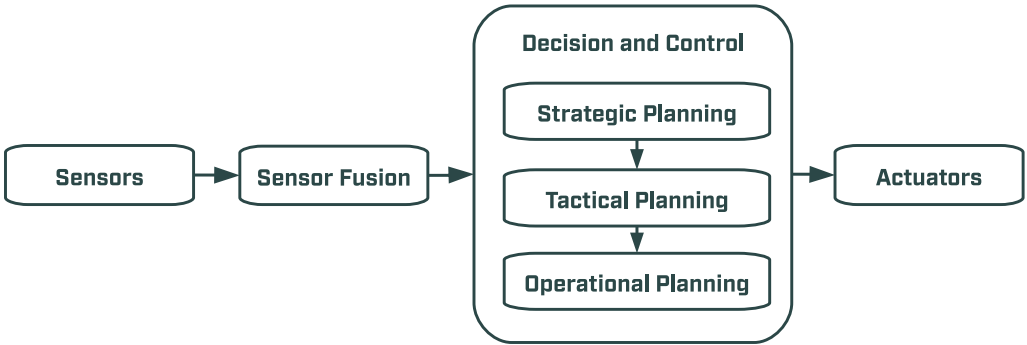 Sensors
Sensor Fusion
Decision and Control
Strategic Planning
Tactical Planning
Operational Planning
Actuators